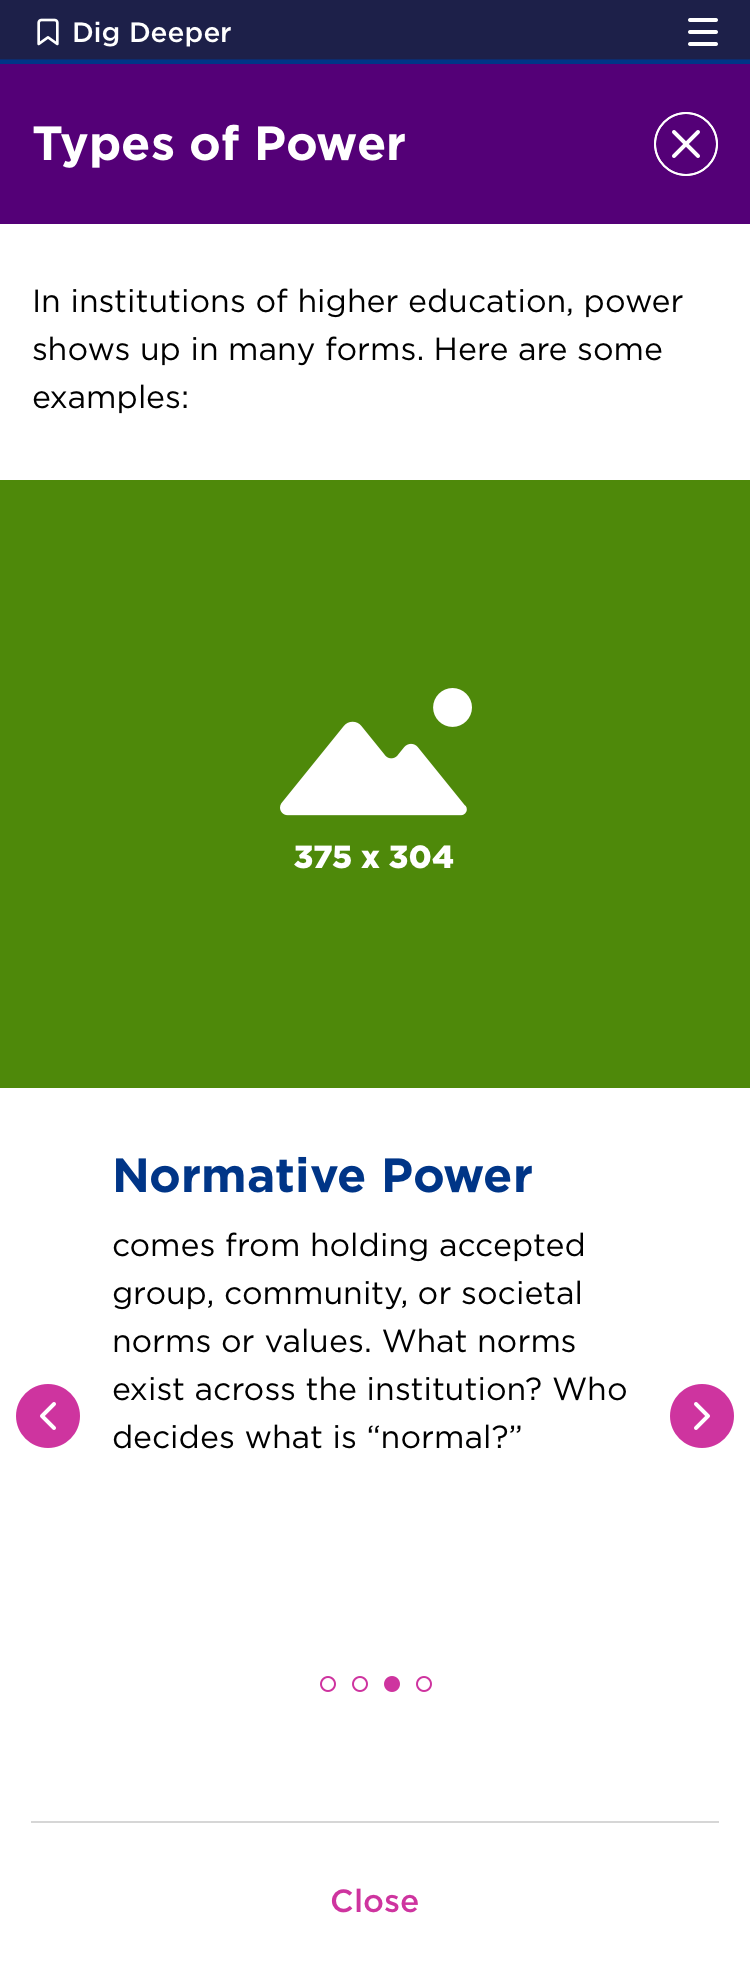 Dig Deeper
Types of Power
In institutions of higher education, power
shows up in many forms. Here are some
examples:
375 x 304
Normative Power
comes from holding accepted
group, community, or societal
norms or values. What norms
exist across the institution? Who
decides what is “normal?”
Close